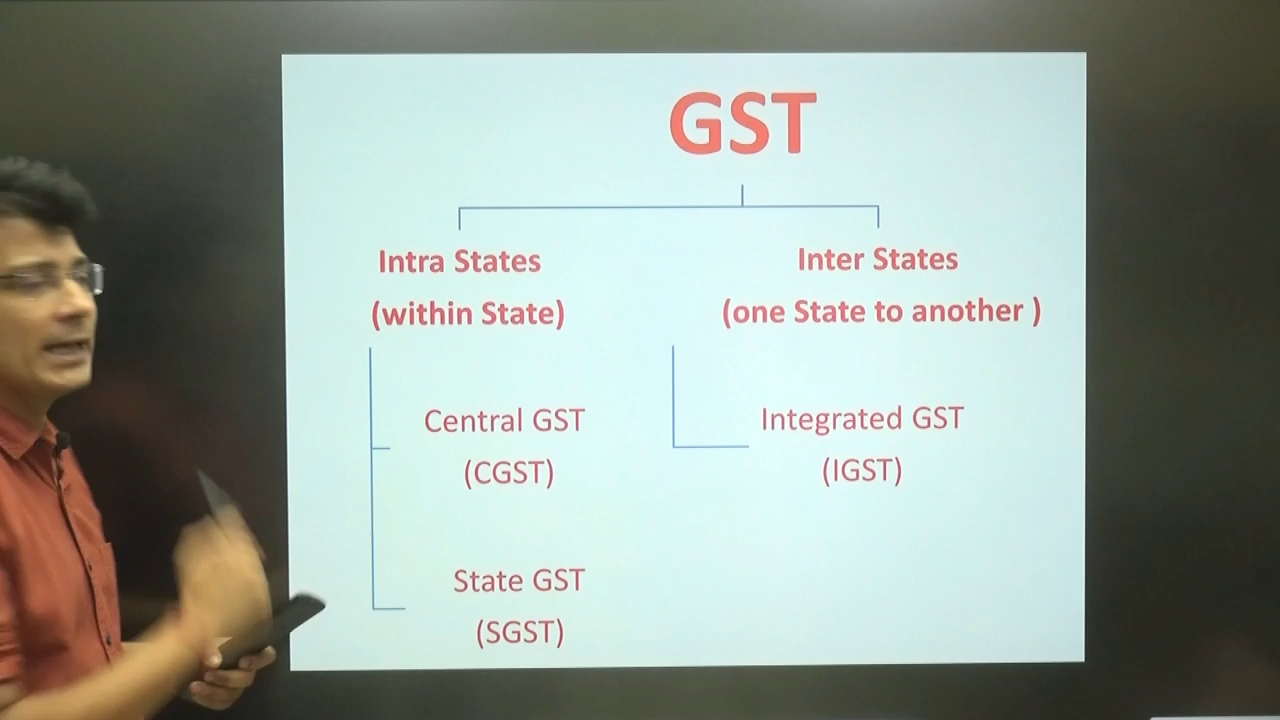 GST
Intra States
(within State)
Central GST
(CGST)
State GST
(SGST)
Inter States
(one State to another )
Integrated GST
(IGST)